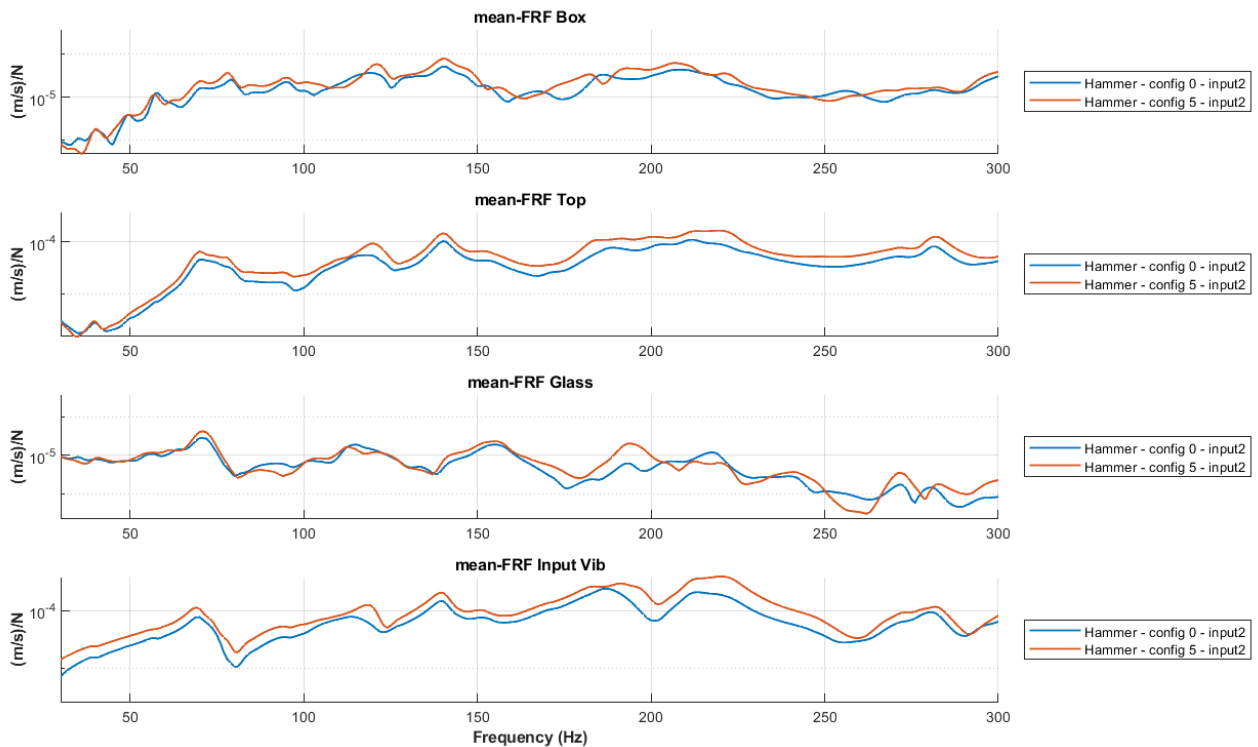 mean-FRF Box
(m/s)/N
10-5
50 100 150 200 250 300
Hammer - config 0 - input2
Hammer - config 5 - input2
mean-FRF Top
(m/s)/N
10-4
50 100 150 200 250 300
Hammer - config 0 - input2
Hammer - config 5 - input2
mean-FRF Glass
(m/s)/N
10-5
50 100 150 200 250 300
Hammer - config 0 - input2
Hammer - config 5 - input2
mean-FRF Input Vib
(m/s)/N
10-4
50 100 150 200 250 300
Frequency (Hz)
Hammer - config 0 - input2
Hammer - config 5 - input2